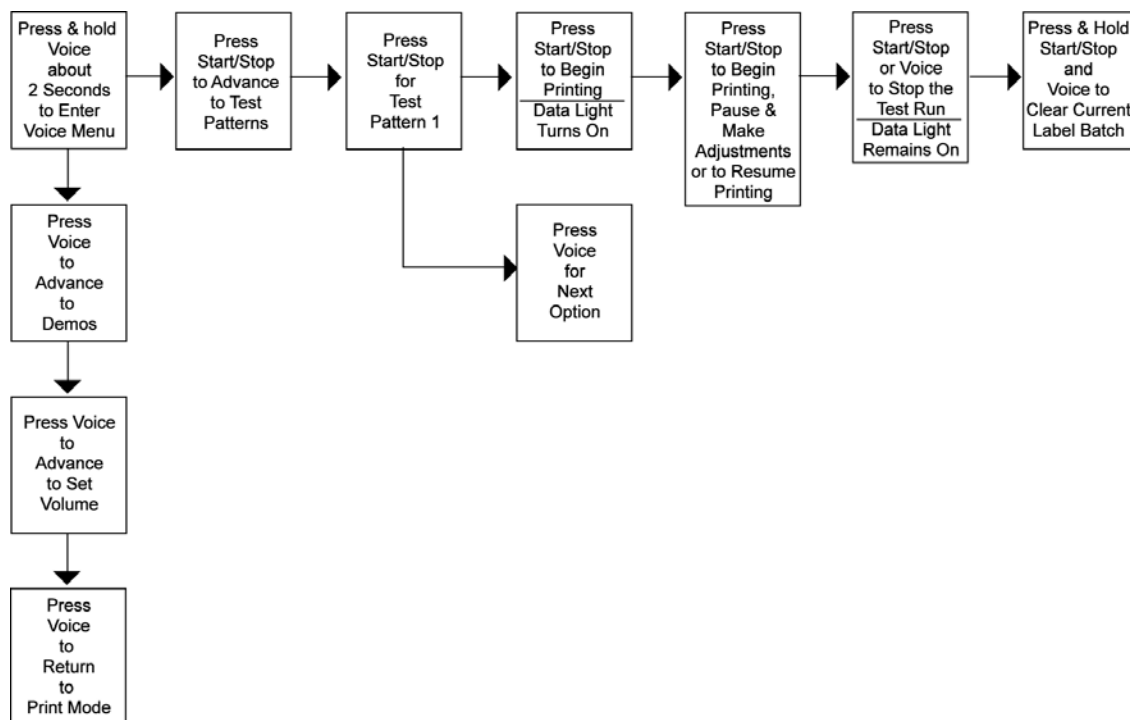 Press & hold
Voice
about
2 Seconds
to Enter
Voice Menu
Press
Start/Stop
to Advance
to Test
Patterns
Press
Start/Stop
for
Test
Pattern 1
Press
Start/Stop
to Begin
Printing
Data Light
Turns On
Press
Start/Stop
to Begin
Printing,
Pause &
Make
Adjustments
or to Resume
Printing
Press
Start/Stop
or Voice
to Stop the
Test Run
Data Light
Remains On
Press & Hold
Start/Stop
and
Voice to
Clear Current
Label Batch
Press
Voice
to
Advance
to
Demos
Press
Voice
for
Next
Option
Press Voice
to
Advance
to Set
Volume
Press
Voice
to
Return
to
Print Mode